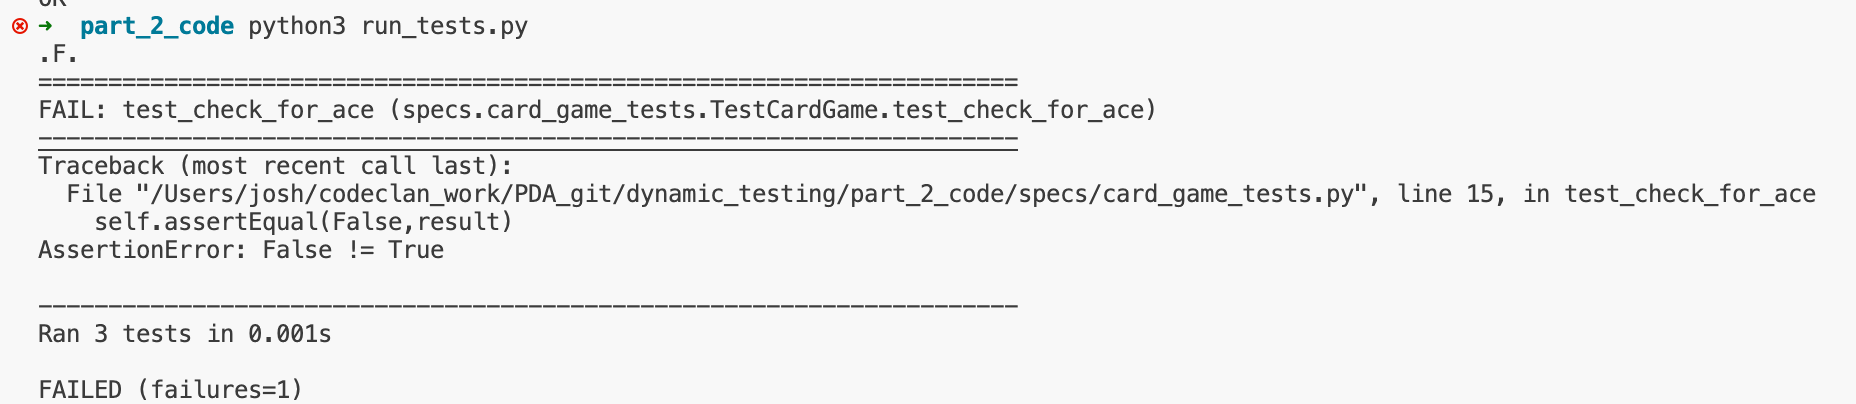 OK
➜ part_2_code python3 run_tests.py
.F.
======================================================================
FAIL: test_check_for_ace (specs.card_game_tests.TestCardGame.test_check_for_ace)
----------------------------------------------------------------------
Traceback (most recent call last):
  File "/Users/josh/codeclan_work/PDA_git/dynamic_testing/part_2_code/specs/card_game_tests.py", line 15, in test_check_for_ace
    self.assertEqual(False,result)
AssertionError: False != True

----------------------------------------------------------------------
Ran 3 tests in 0.001s

FAILED (failures=1)